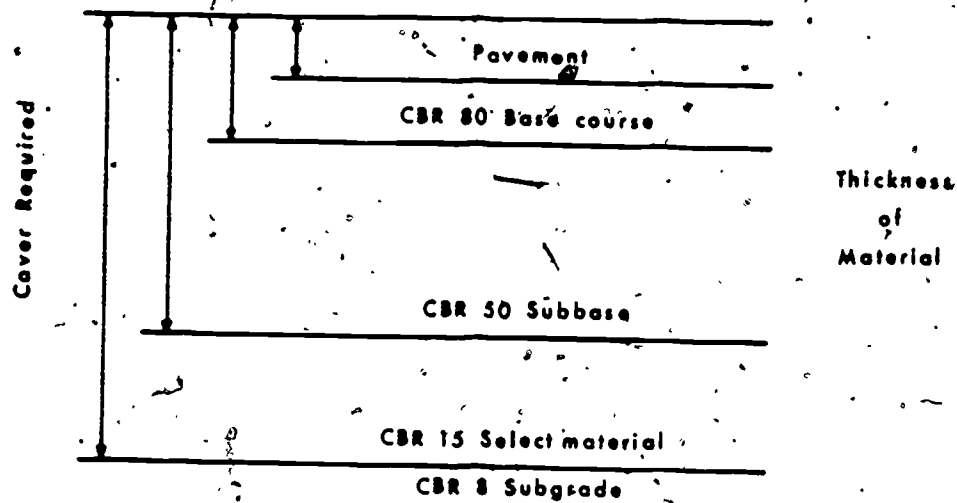 Pavement
CBR 80 Base course
Cover Required
Thickness
of
Material
CBR 50 Subbase
CBR 15 Select material
CBR 8 Subgrade